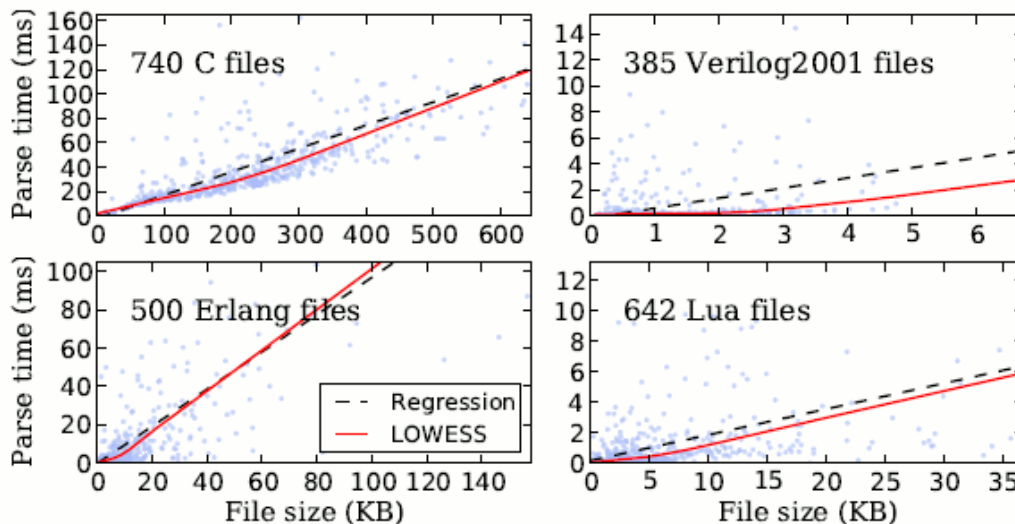 740 C files
Parse time (ms)
160
140
120
100
80
60
40
20
0
0 100 200 300 400 500 600
385 Verilog2001 files
14
12
10
8
6
4
2
0
0 1 2 3 4 5 6
500 Erlang files
Parse time (ms)
100
80
60
40
20
0
0 20 40 60 80 100 120 140
File size (KB)
Regression
LOWESS
642 Lua files
12
10
8
6
4
2
0
0 5 10 15 20 25 30 35
File size (KB)